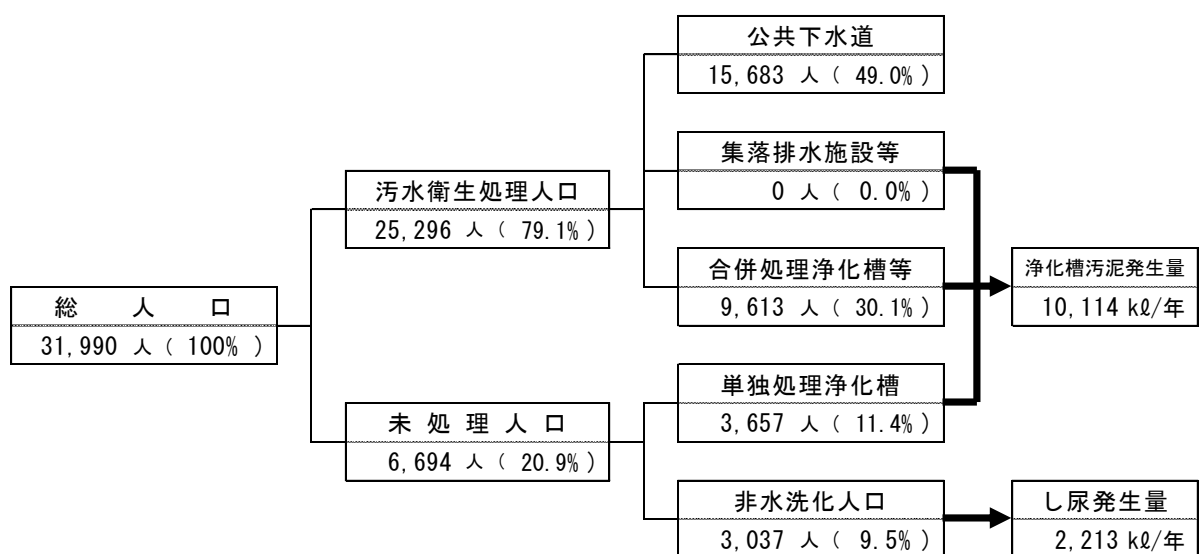 公共下水道
15,683 人 ( 49.0% )
集落排水施設等
0 人 ( 0.0% )
汚水衛生処理人口
25,296 人 ( 79.1% )
合併処理浄化槽等
9,613 人 ( 30.1% )
浄化槽汚泥発生量
10,114 kℓ/年
総人口
31,990 人 ( 100% )
単独処理浄化槽
3,657 人 ( 11.4% )
未処理人口
6,694 人 ( 20.9% )
非水洗化人口
3,037 人 ( 9.5% )
し尿発生量
2,213 kℓ/年